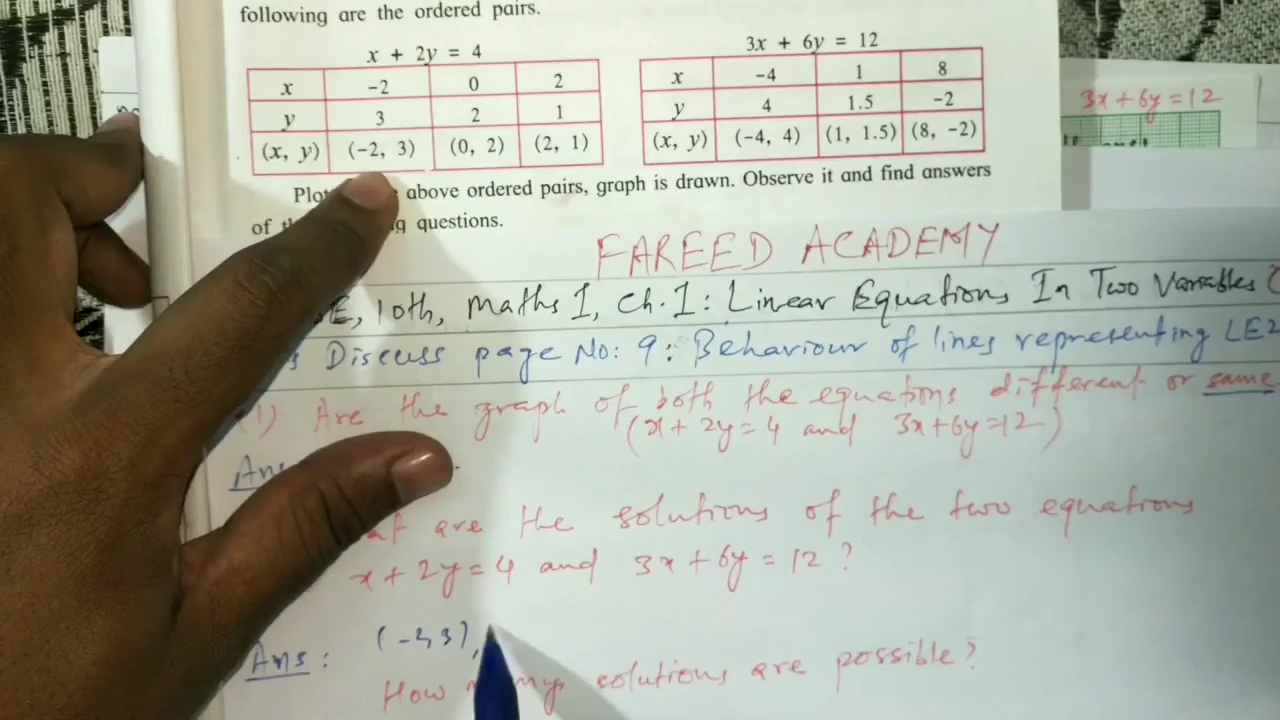 following are the ordered pairs.
x + 2y = 4
x -2 0 2
y 3 2 1
(x, y) (-2, 3) (0, 2) (2, 1)
3x + 6y = 12
x -4 1 8
y 4 1.5 -2
(x, y) (-4, 4) (1, 1.5) (8, -2)
3x + 6y = 12
above ordered pairs, graph is drawn. Observe it and find answers
of questions.
FAREED ACADEMY
10th, Maths I, Ch. I: Linear Equations In Two Variables
Discuss page No: 9: Behaviour of lines representing LE2
(1) Are the graph of both the equations different or same
(x + 2y = 4 and 3x + 6y = 12)
are the solutions of the two equations
x + 2y = 4 and 3x + 6y = 12 ?
Ans: (-2, 3),
How solutions are possible?